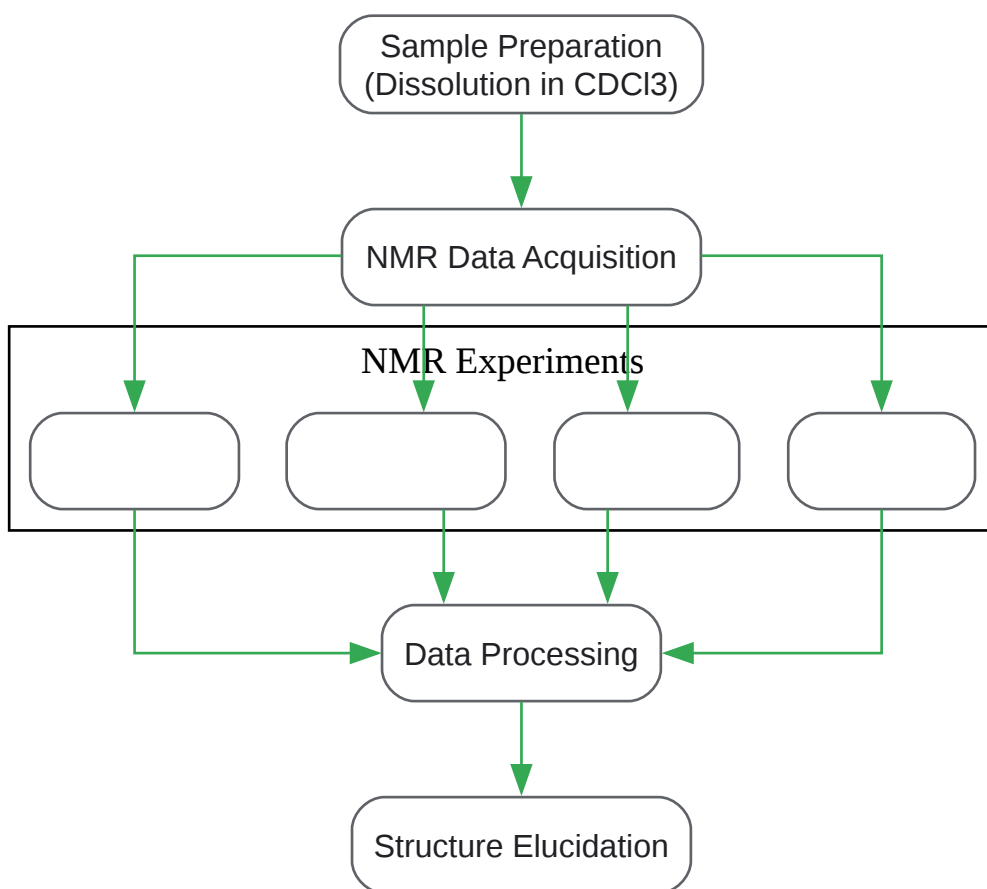 Sample Preparation
(Dissolution in CDCl3)
NMR Data Acquisition
NMR Experiments
Data Processing
Structure Elucidation